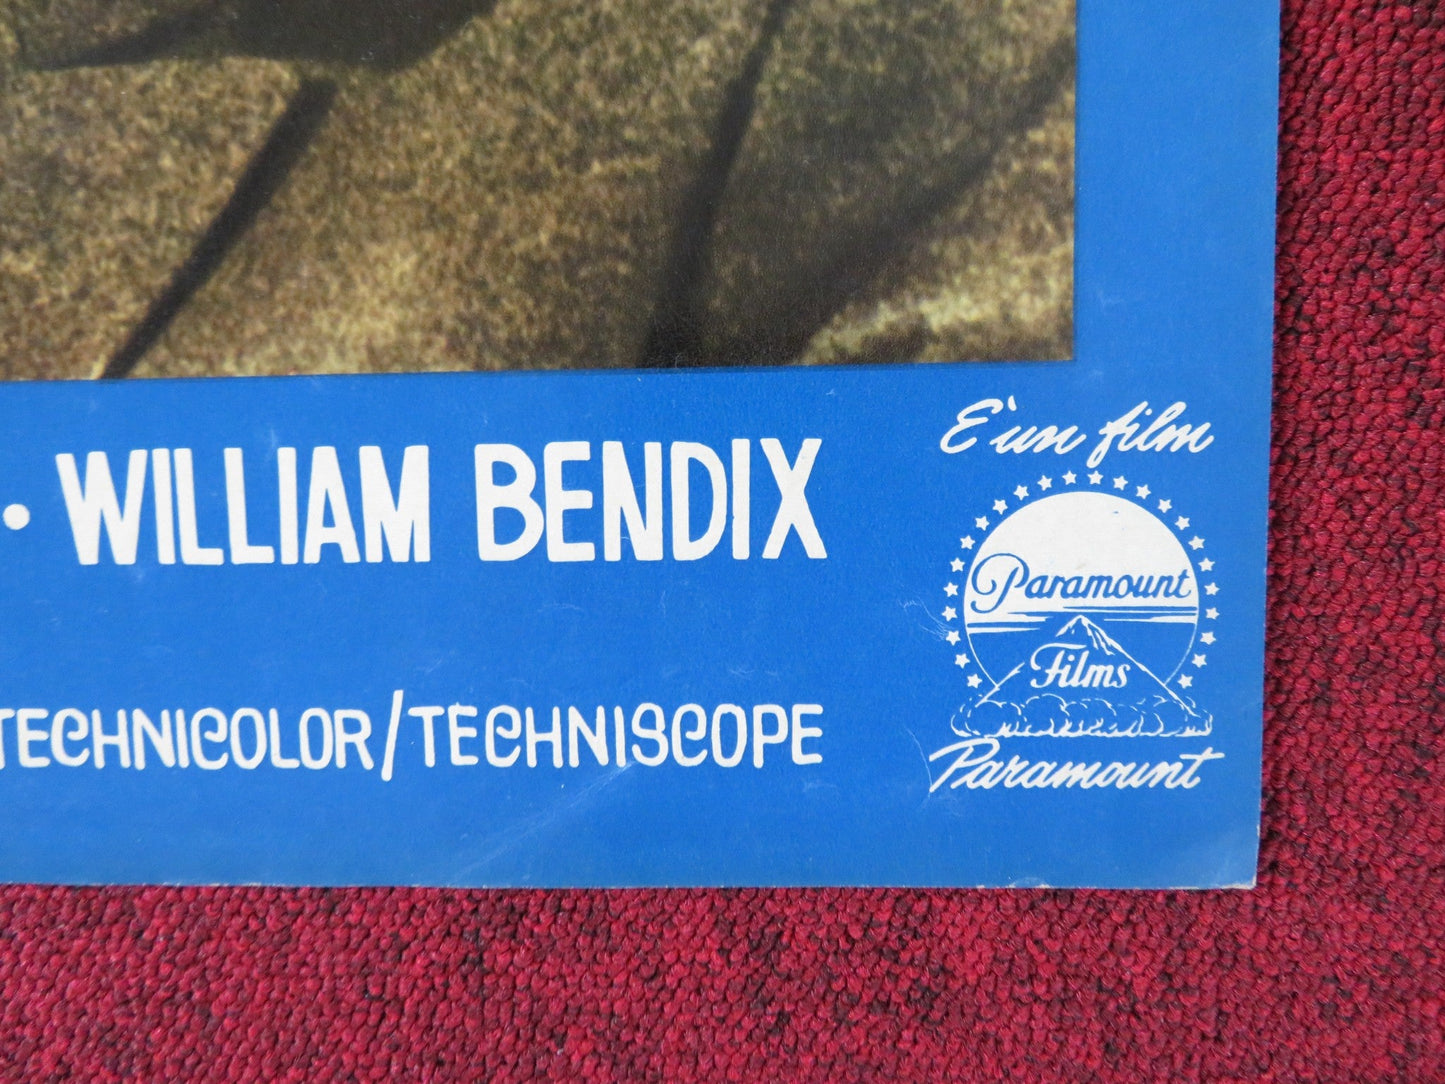 E'un film
• WILLIAM BENDIX
Paramount
Films
TECHNICOLOR/TECHNISCOPE
Paramount